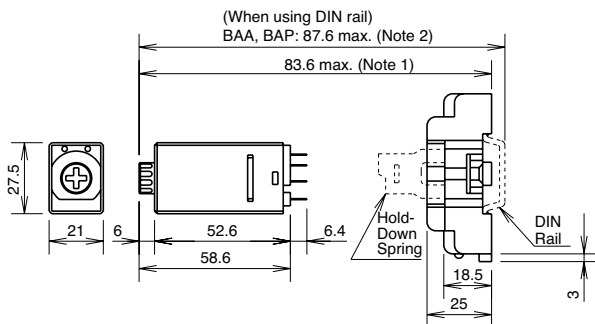 (When using DIN rail)
BAA, BAP: 87.6 max. (Note 2)
83.6 max. (Note 1)
27.5
21
6
52.6
6.4
58.6
Hold-
Down
Spring
DIN
Rail
18.5
25
3